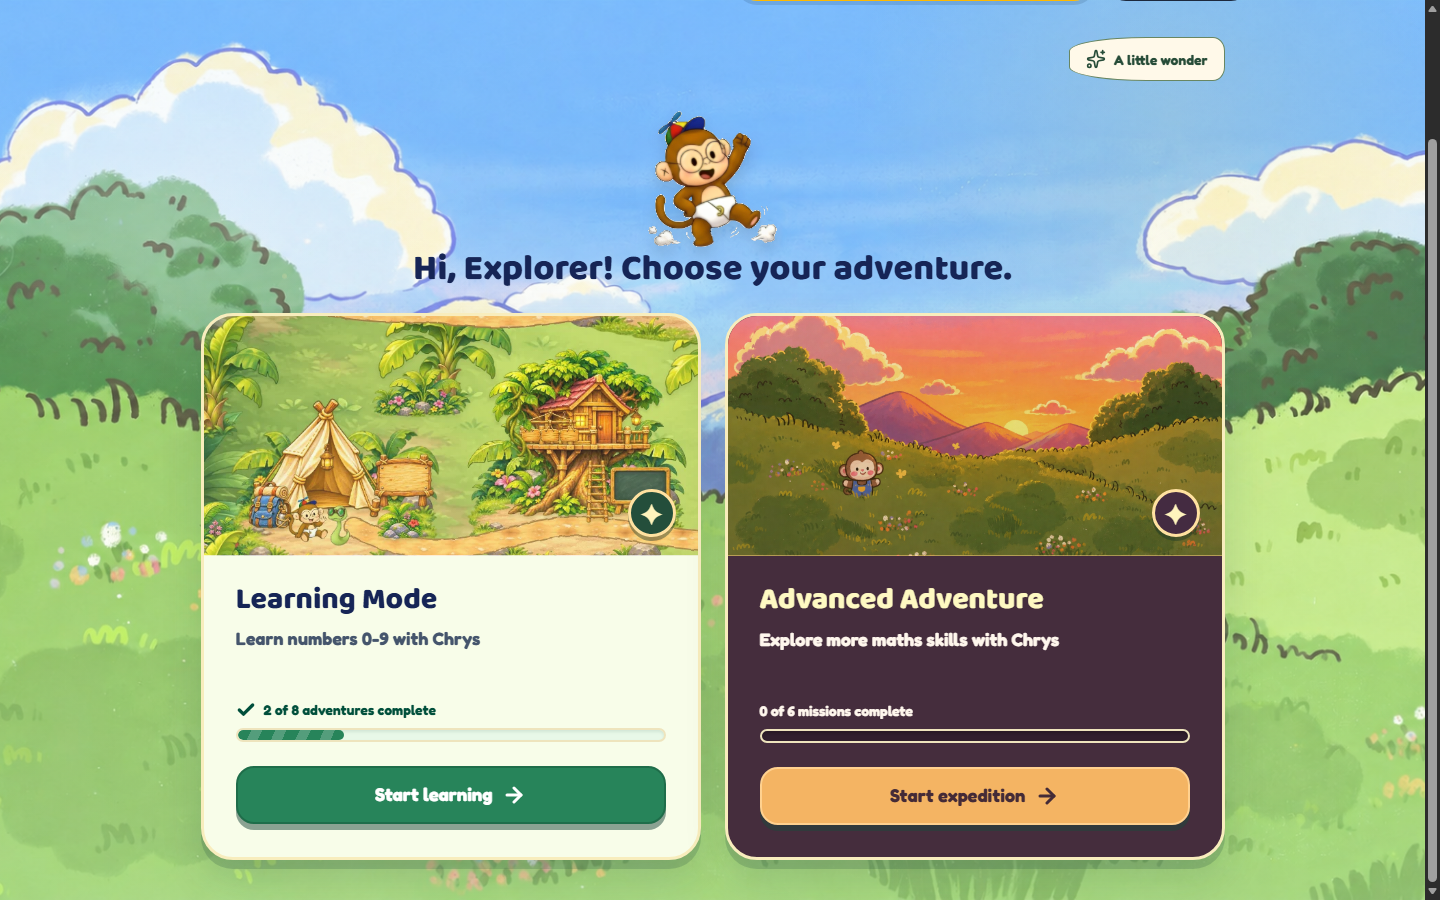 A little wonder
Hi, Explorer! Choose your adventure.
Learning Mode
Learn numbers 0-9 with Chrys
2 of 8 adventures complete
Start learning
Advanced Adventure
Explore more maths skills with Chrys
0 of 6 missions complete
Start expedition